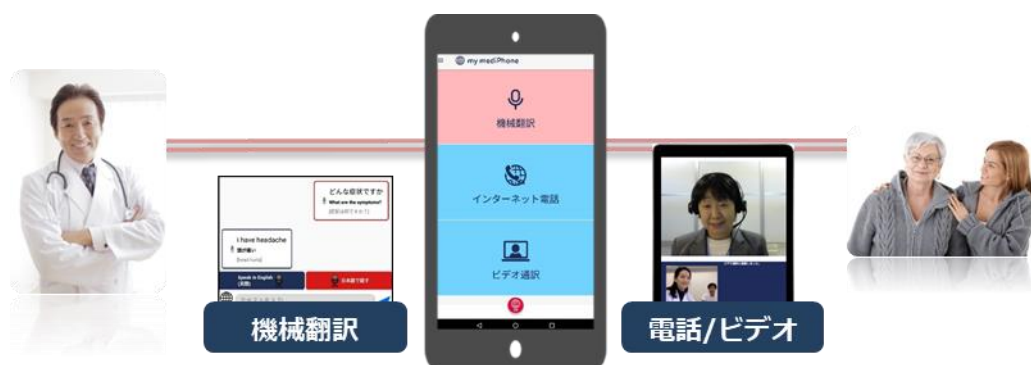 my mediPhone
機械翻訳
インターネット電話
ビデオ通訳
どんな症状ですか
What are the symptoms?
I have headache
頭が痛い
Speak in English
(英語)
日本語で話す
機械翻訳
電話/ビデオ